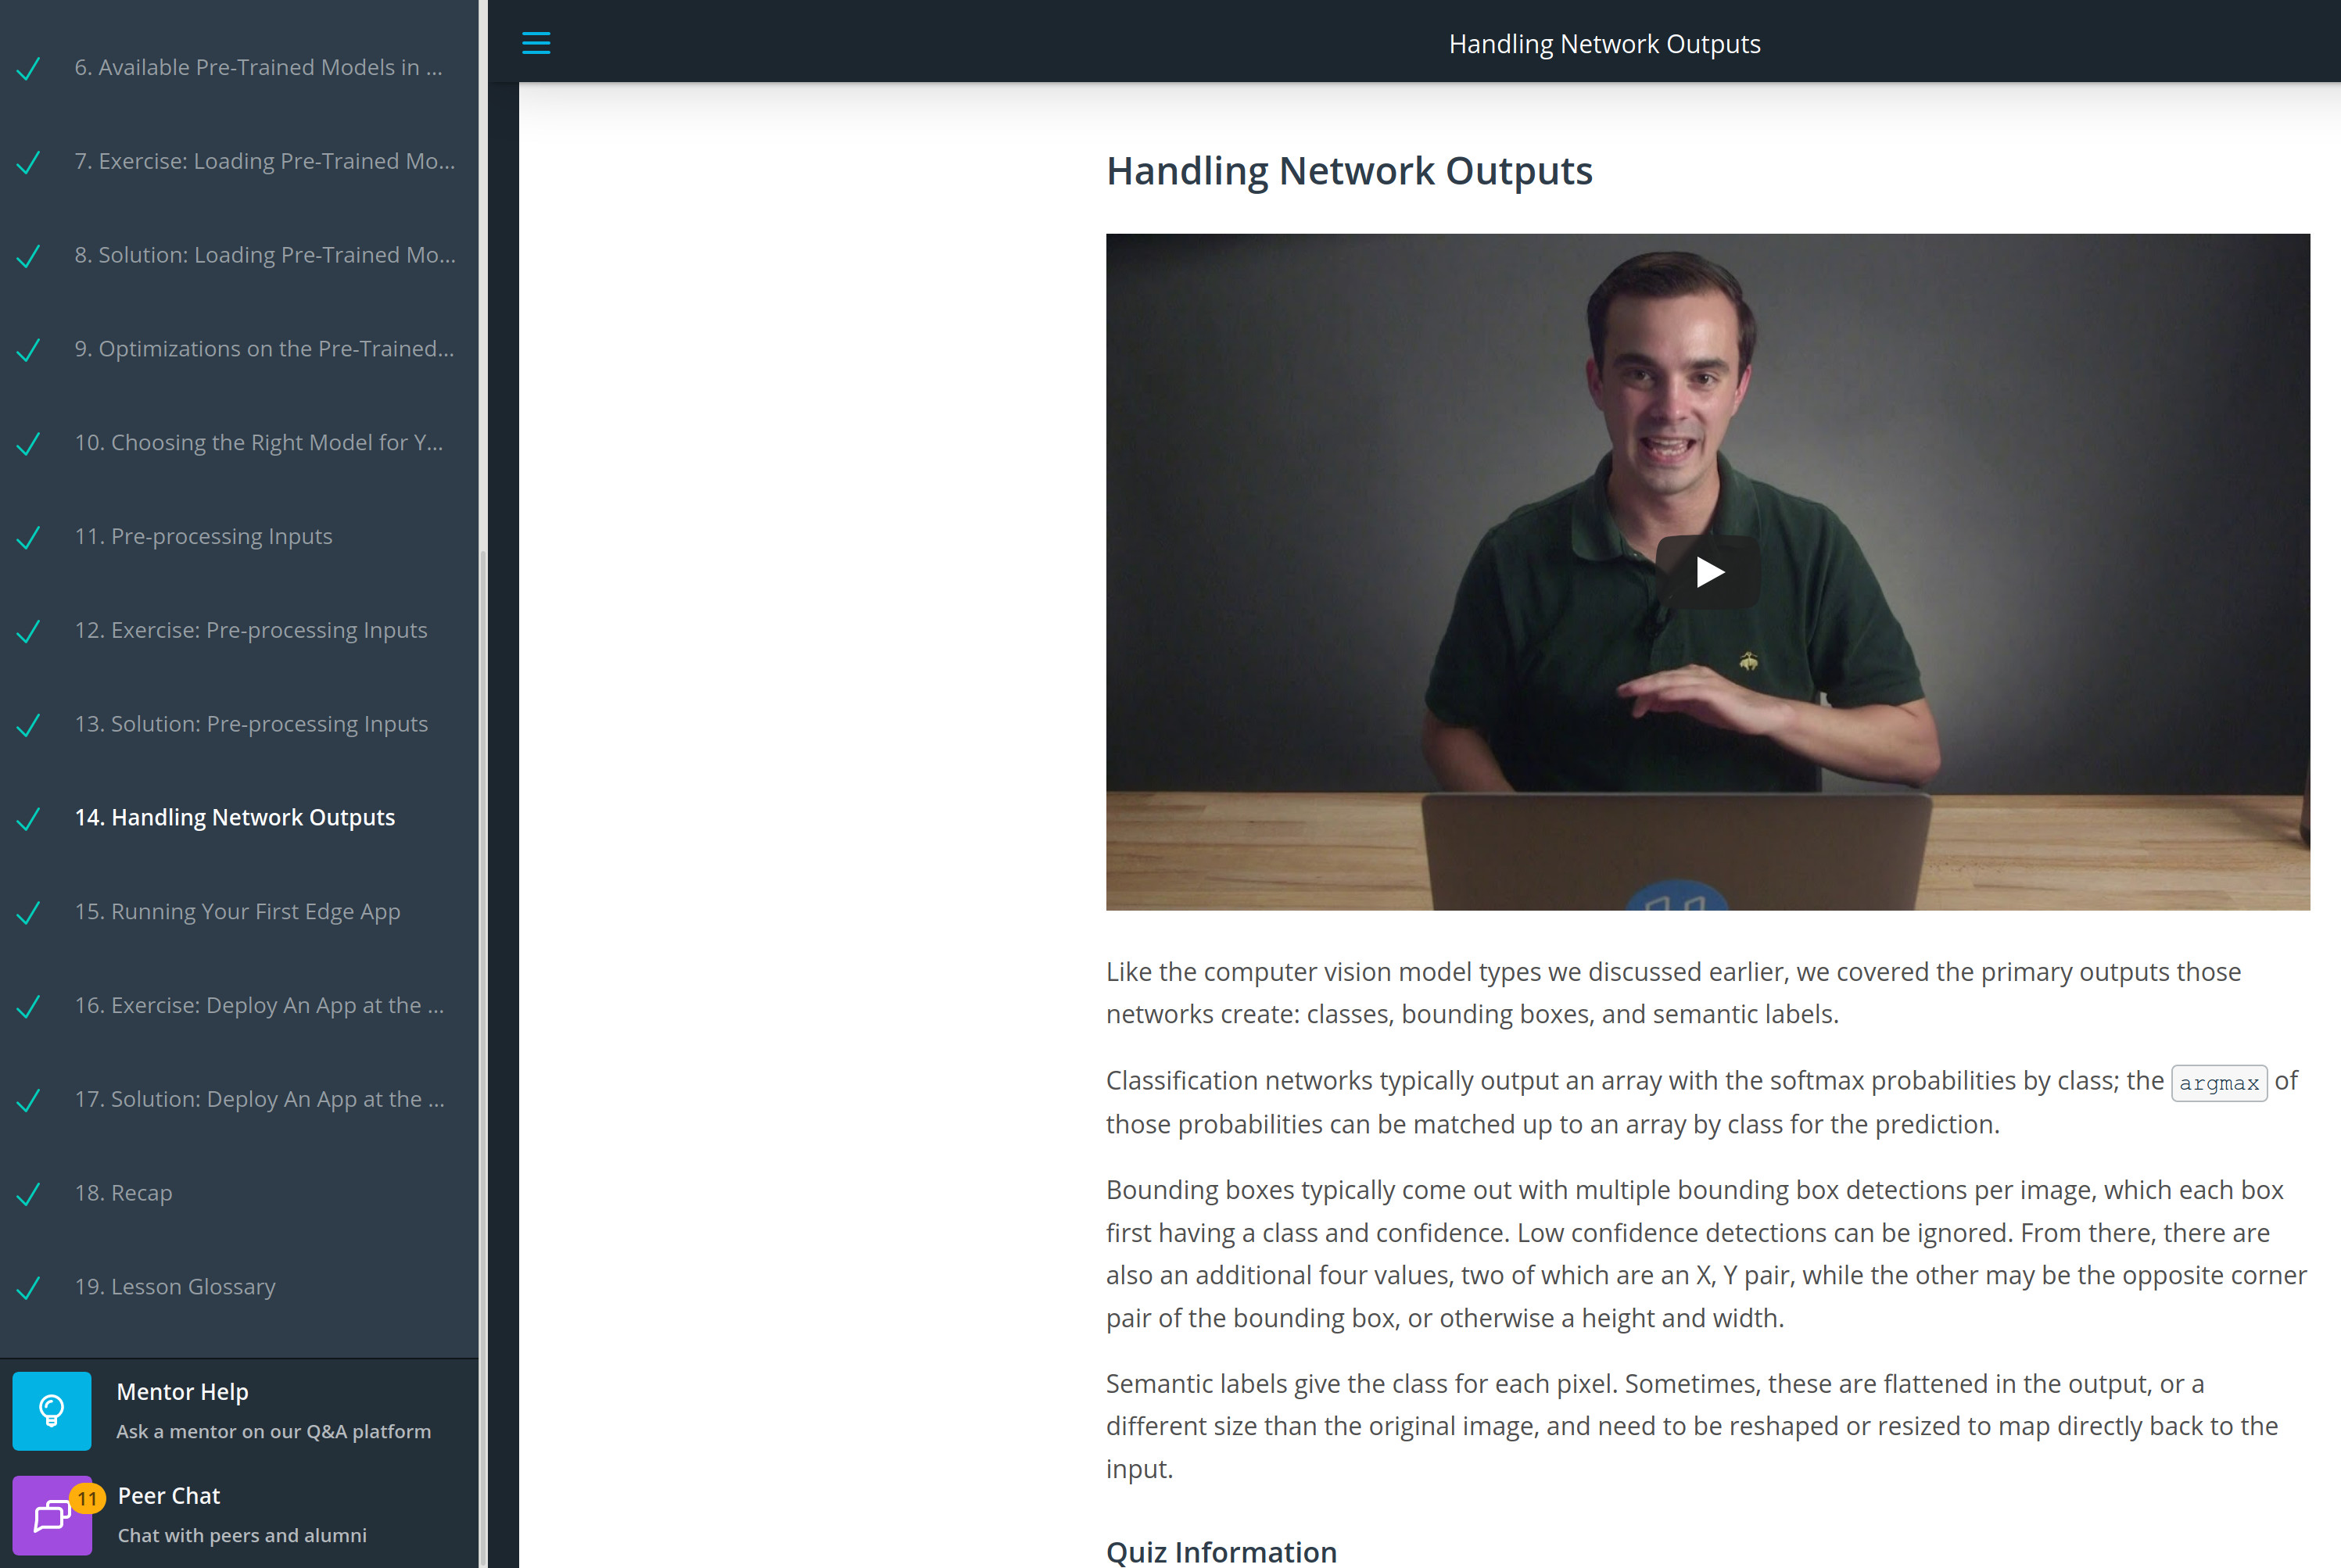 6. Available Pre-Trained Models in ...
7. Exercise: Loading Pre-Trained Mo...
8. Solution: Loading Pre-Trained Mo...
9. Optimizations on the Pre-Trained...
10. Choosing the Right Model for Y...
11. Pre-processing Inputs
12. Exercise: Pre-processing Inputs
13. Solution: Pre-processing Inputs
14. Handling Network Outputs
15. Running Your First Edge App
16. Exercise: Deploy An App at the ...
17. Solution: Deploy An App at the ...
18. Recap
19. Lesson Glossary
Mentor Help
Ask a mentor on our Q&A platform
11
Peer Chat
Chat with peers and alumni
Handling Network Outputs
Handling Network Outputs
Like the computer vision model types we discussed earlier, we covered the primary outputs those
networks create: classes, bounding boxes, and semantic labels.
Classification networks typically output an array with the softmax probabilities by class; the argmax of
those probabilities can be matched up to an array by class for the prediction.
Bounding boxes typically come out with multiple bounding box detections per image, which each box
first having a class and confidence. Low confidence detections can be ignored. From there, there are
also an additional four values, two of which are an X, Y pair, while the other may be the opposite corner
pair of the bounding box, or otherwise a height and width.
Semantic labels give the class for each pixel. Sometimes, these are flattened in the output, or a
different size than the original image, and need to be reshaped or resized to map directly back to the
input.
Quiz Information